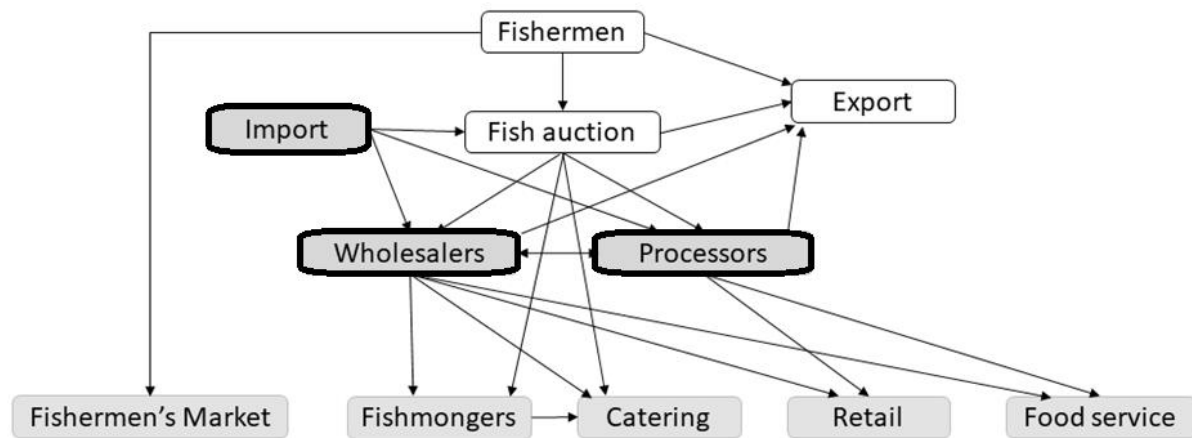 Fishermen
Export
Import
Fish auction
Wholesalers
Processors
Fishermen’s Market
Fishmongers
Catering
Retail
Food service